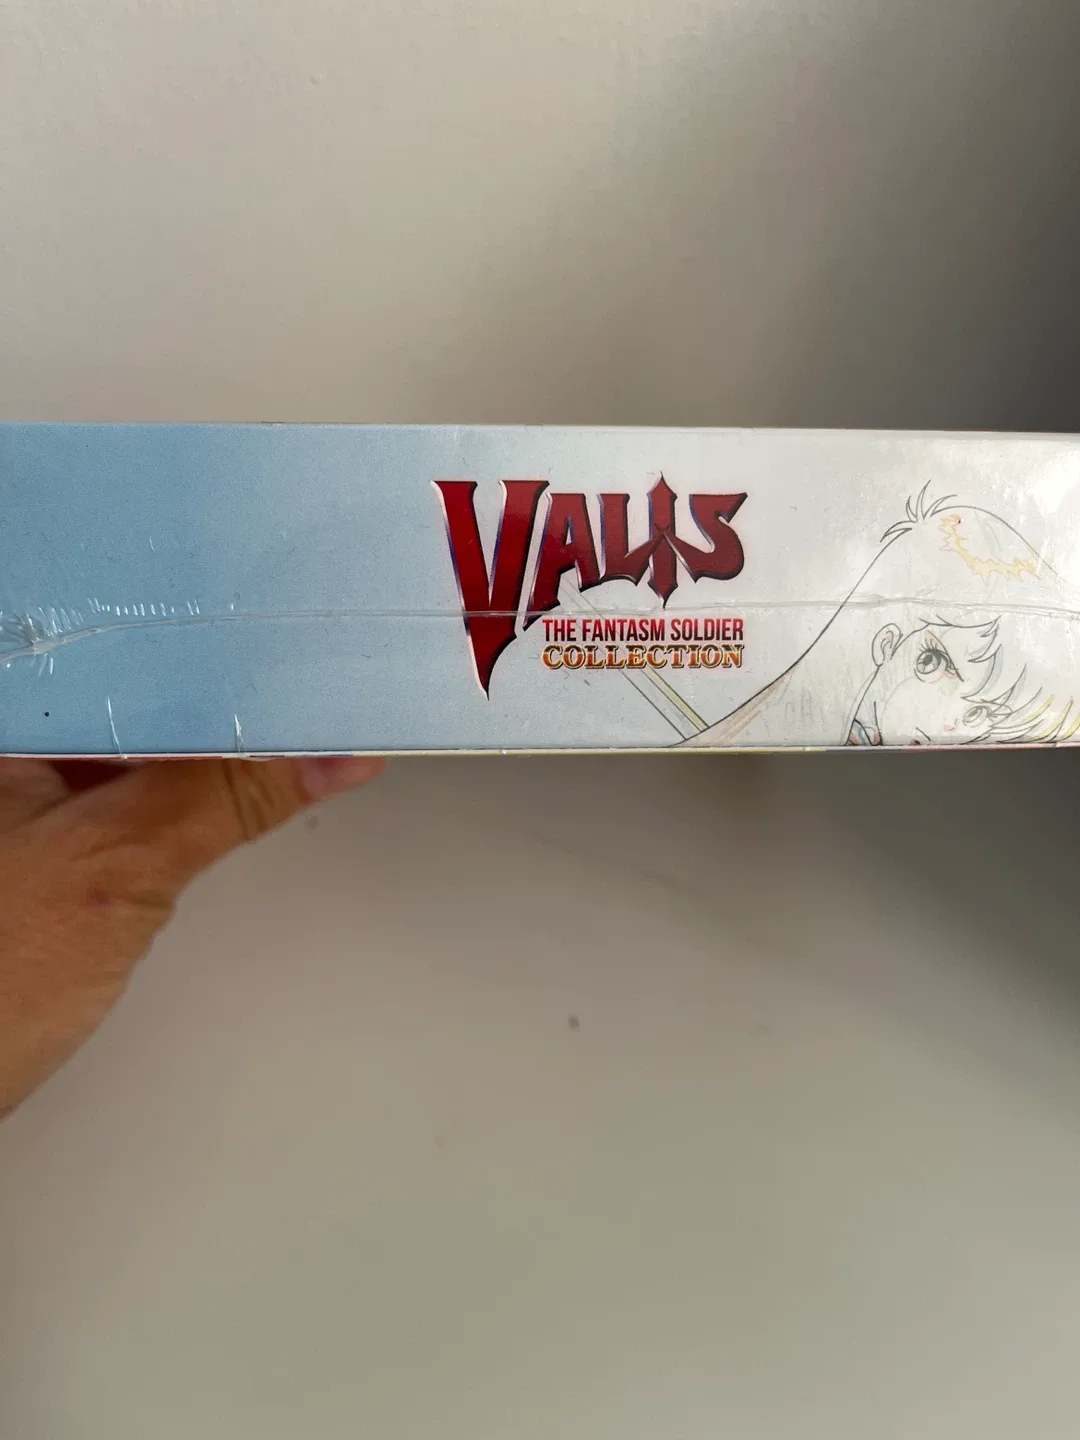 VALIS
THE FANTASM SOLDIER
COLLECTION